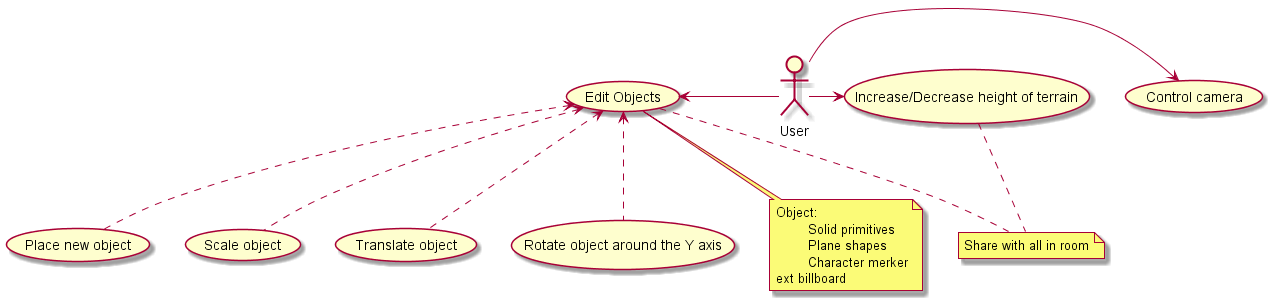 User
Edit Objects
Increase/Decrease height of terrain
Control camera
Place new object
Scale object
Translate object
Rotate object around the Y axis
Object:
Solid primitives
Plane shapes
Character merker
ext billboard
Share with all in room